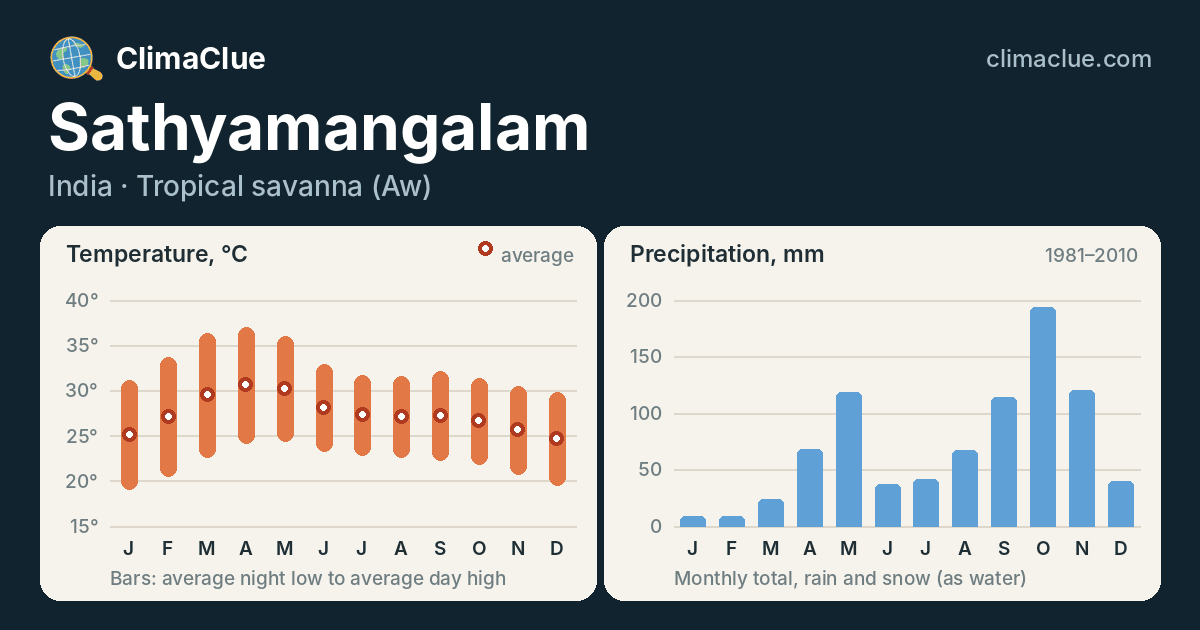 ClimaClue
climaclue.com
Sathyamangalam
India · Tropical savanna (Aw)
Temperature, °C
average
40°
35°
30°
25°
20°
15°
J F M A M J J A S O N D
Bars: average night low to average day high
Precipitation, mm
1981–2010
200
150
100
50
0
J F M A M J J A S O N D
Monthly total, rain and snow (as water)